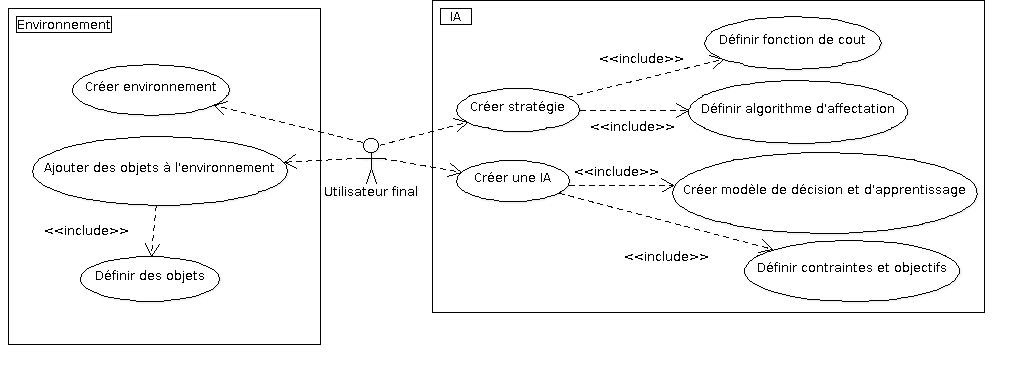 Environnement
Créer environnement
Ajouter des objets à l'environnement
<<include>>
Définir des objets
Utilisateur final
IA
Définir fonction de cout
<<include>>
Créer stratégie
Définir algorithme d'affectation
<<include>>
Créer une IA
<<include>>
Créer modèle de décision et d'apprentissage
<<include>>
Définir contraintes et objectifs